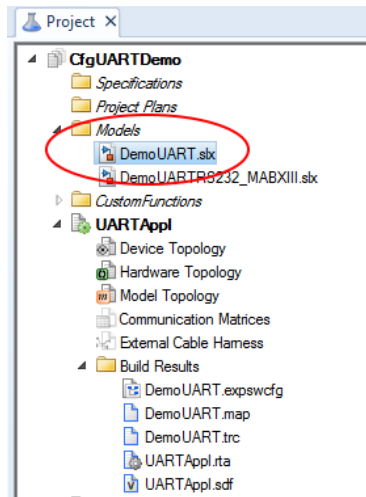 Project
CfgUARTDemo
Specifications
Project Plans
Models
DemoUART.slx
DemoUARTRS232_MABXIII.slx
CustomFunctions
UARTAppl
Device Topology
Hardware Topology
Model Topology
Communication Matrices
External Cable Harness
Build Results
DemoUART.expswcfg
DemoUART.map
DemoUART.trc
UARTAppl.rta
UARTAppl.sdf